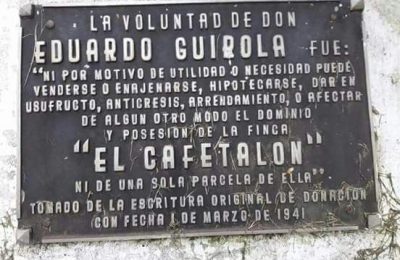 LA VOLUNTAD DE DON
EDUARDO GUIROLA FUE:
"NI POR MOTIVO DE UTILIDAD O NECESIDAD PUEDE
VENDERSE O ENAJENARSE, HIPOTECARSE, DAR EN
USUFRUCTO, ANTICRESIS, ARRENDAMIENTO, O AFECTAR
DE ALGUN OTRO MODO EL DOMINIO
Y POSESION DE LA FINCA
"EL CAFETALON"
NI DE UNA SOLA PARCELA DE ELLA"
TOMADO DE LA ESCRITURA ORIGINAL DE DONACION
CON FECHA 1 DE MARZO DE 1941